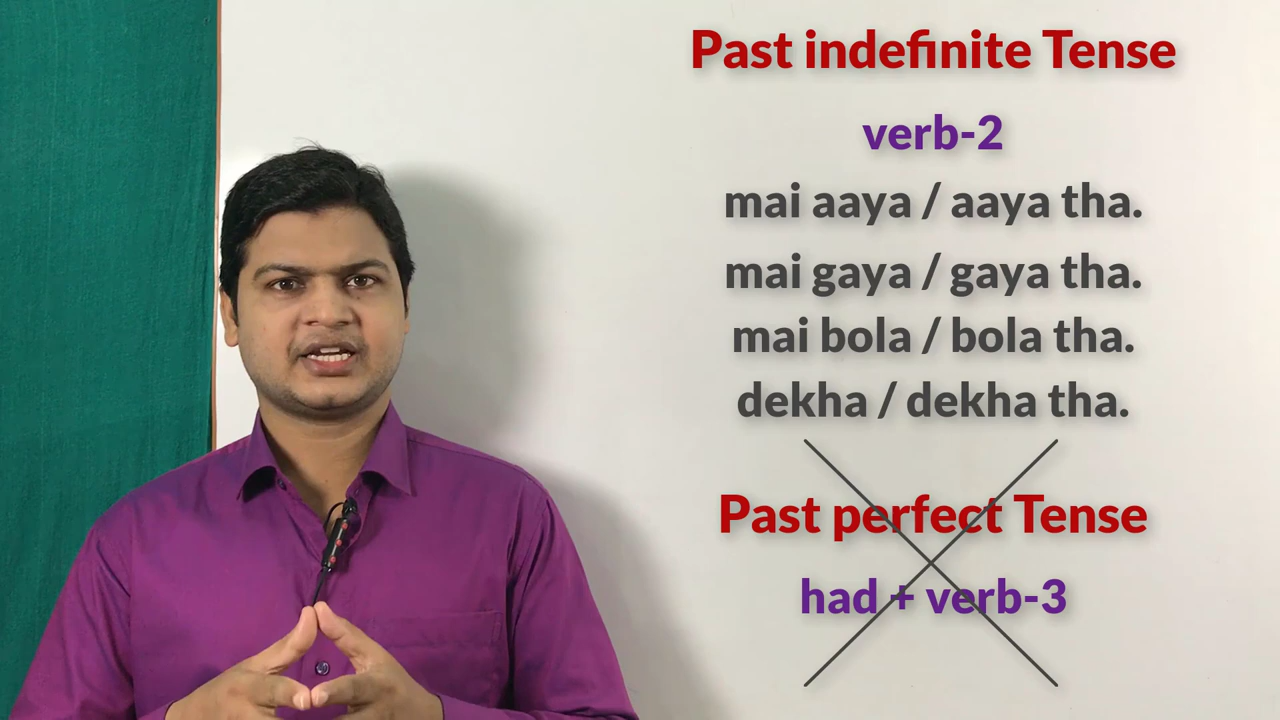 Past indefinite Tense
verb-2
mai aaya / aaya tha.
mai gaya / gaya tha.
mai bola / bola tha.
dekha / dekha tha.
Past perfect Tense
had + verb-3